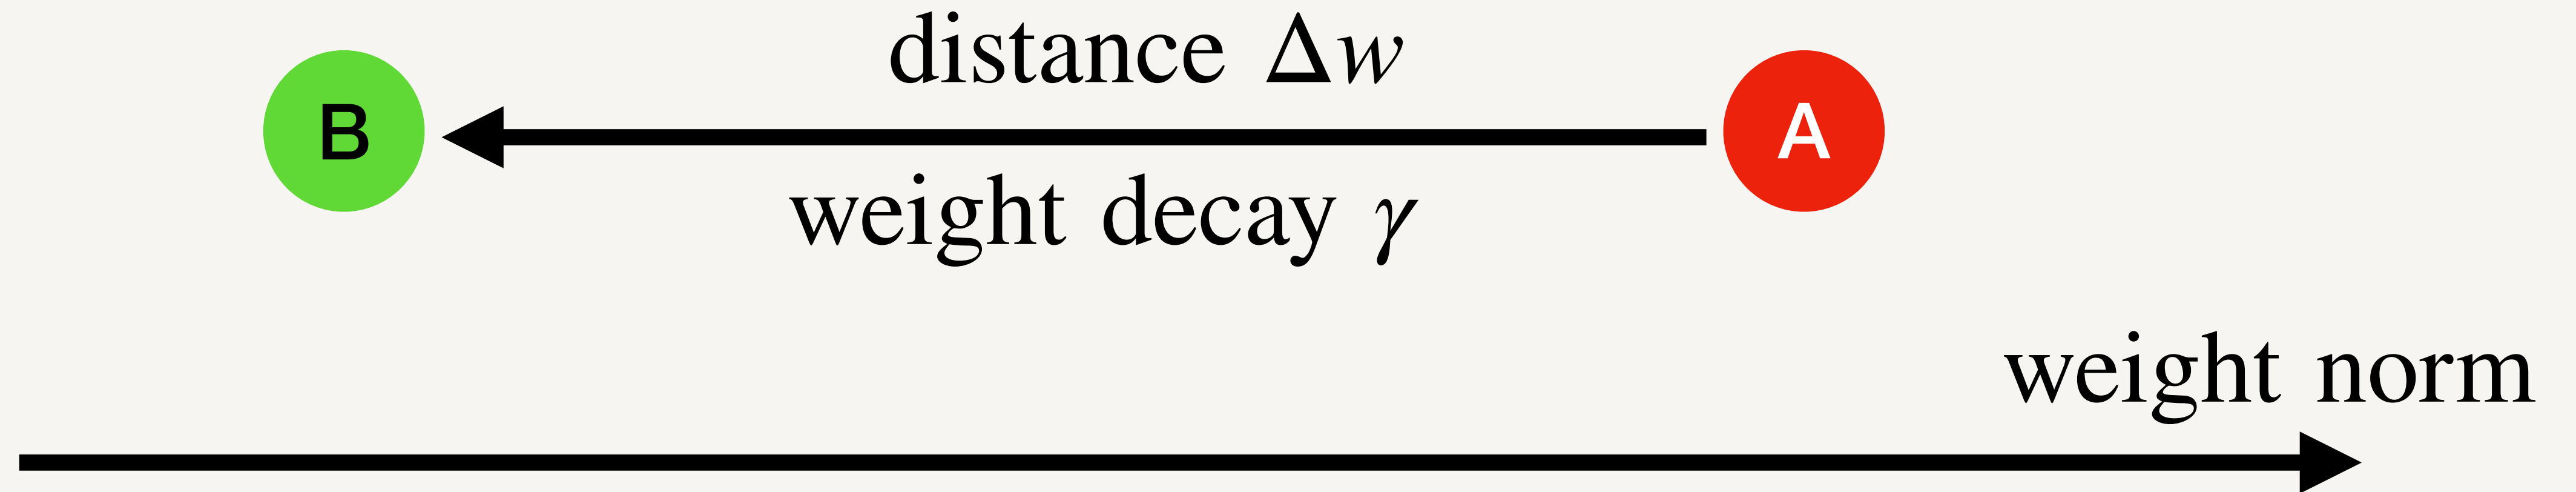 distance Δw
B
A
weight decay γ
weight norm